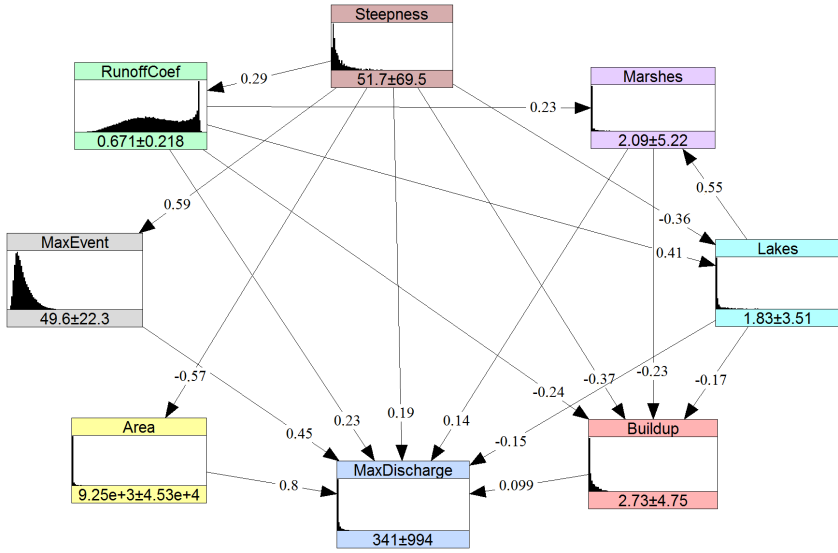 Steepness
51.7±69.5
RunoffCoef
0.671±0.218
Marshes
2.09±5.22
0.29
0.23
0.59
0.55
-0.36
0.41
MaxEvent
49.6±22.3
Lakes
1.83±3.51
-0.57
-0.37
-0.23
-0.17
-0.24
0.19
0.23
0.14
0.45
-0.15
Area
9.25e+3±4.53e+4
Buildup
2.73±4.75
0.8
0.099
MaxDischarge
341±994